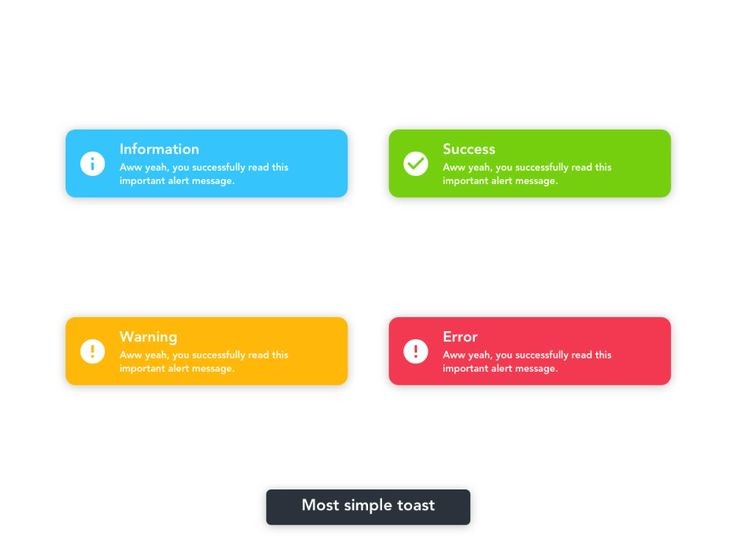 Information
Aww yeah, you successfully read this
important alert message.
Success
Aww yeah, you successfully read this
important alert message.
Warning
Aww yeah, you successfully read this
important alert message.
Error
Aww yeah, you successfully read this
important alert message.
Most simple toast